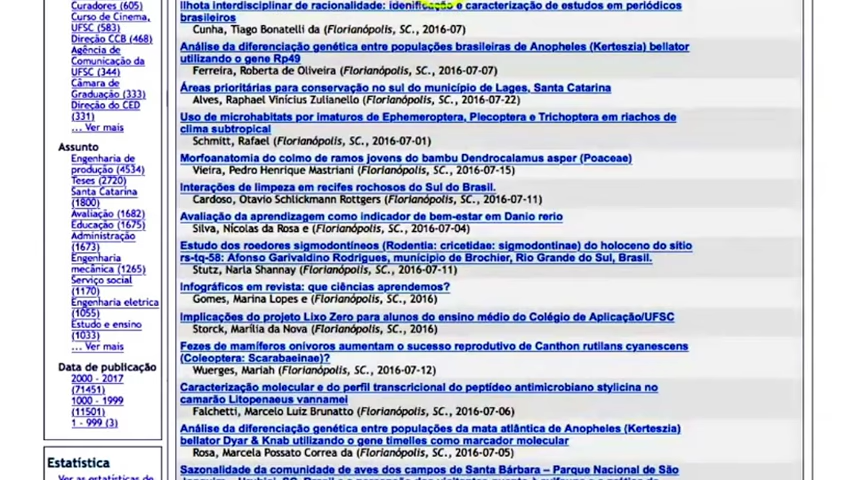 Curadores (605)
Curso de Cinema,
UFSC (583)
Direção CCB (468)
Agência de
Comunicação da
UFSC (344)
Câmara de
Graduação (333)
Direção do CED
(331)
... Ver mais
Assunto
Engenharia de
produção (4534)
Teses (2720)
Santa Catarina
(1800)
Avaliação (1682)
Educação (1675)
Administração
(1673)
Engenharia
mecânica (1265)
Serviço social
(1170)
Engenharia eletrica
(1055)
Estudo e ensino
(1033)
... Ver mais
Data de publicação
2000 - 2017
(71451)
1000 - 1999
(11501)
1 - 999 (3)
Estatística
Ver as estatísticas de
Ilhota interdisciplinar de racionalidade: idenificação e caracterização de estudos em periódicos
brasileiros
Cunha, Tiago Bonatelli da (Florianópolis, SC., 2016-07)
Análise da diferenciação genética entre populações brasileiras de Anopheles (Kerteszia) bellator
utilizando o gene Rp49
Ferreira, Roberta de Oliveira (Florianópolis, SC., 2016-07-07)
Áreas prioritárias para conservação no sul do município de Lages, Santa Catarina
Alves, Raphael Vinícius Zulianello (Florianópolis, SC., 2016-07-22)
Uso de microhabitats por imaturos de Ephemeroptera, Plecoptera e Trichoptera em riachos de
clima subtropical
Schmitt, Rafael (Florianópolis, SC., 2016-07-01)
Morfoanatomia do colmo de ramos jovens do bambu Dendrocalamus asper (Poaceae)
Vieira, Pedro Henrique Mastriani (Florianópolis, SC., 2016-07-15)
Interações de limpeza em recifes rochosos do Sul do Brasil.
Cardoso, Otavio Schlickmann Rottgers (Florianópolis, SC., 2016-07-11)
Avaliação da aprendizagem como indicador de bem-estar em Danio rerio
Silva, Nícolas da Rosa e (Florianópolis, SC., 2016-07-04)
Estudo dos roedores sigmodontíneos (Rodentia: cricetidae: sigmodontinae) do holoceno do sítio
rs-tq-58: Afonso Garivaldino Rodrigues, município de Brochier, Rio Grande do Sul, Brasil.
Stutz, Narla Shannay (Florianópolis, SC., 2016-07-11)
Infográficos em revista: que ciências aprendemos?
Gomes, Marina Lopes e (Florianópolis, SC., 2016)
Implicações do projeto Lixo Zero para alunos do ensino médio do Colégio de Aplicação/UFSC
Storck, Marília da Nova (Florianópolis, SC., 2016)
Fezes de mamíferos onívoros aumentam o sucesso reprodutivo de Canthon rutilans cyanescens
(Coleoptera: Scarabaeinae)?
Wuerges, Mariah (Florianópolis, SC., 2016-07-12)
Caracterização molecular e do perfil transcricional do peptídeo antimicrobiano stylicina no
camarão Litopenaeus vannamei
Falchetti, Marcelo Luiz Brunatto (Florianópolis, SC., 2016-07-06)
Análise da diferenciação genética entre populações da mata atlântica de Anopheles (Kerteszia)
bellator Dyar & Knab utilizando o gene timelles como marcador molecular
Rosa, Marcela Possato Correa da (Florianópolis, SC., 2016-07-05)
Sazonalidade da comunidade de aves dos campos de Santa Bárbara – Parque Nacional de São